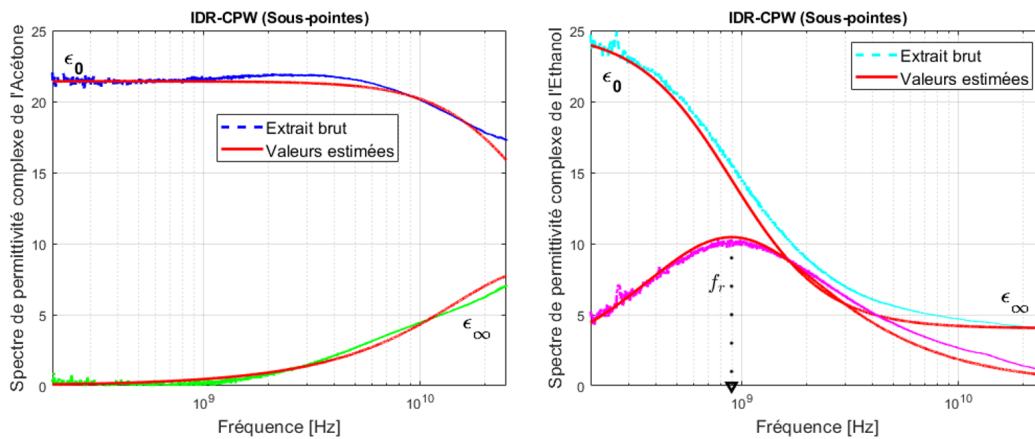 IDR-CPW (Sous-pointes)
Spectre de permittivité complexe de l'Acétone
25
20
15
10
5
0
ϵ0
Extrait brut
Valeurs estimées
ϵ∞
10^9
10^10
Fréquence [Hz]
IDR-CPW (Sous-pointes)
Spectre de permittivité complexe de l'Ethanol
25
20
15
10
5
0
ϵ0
Extrait brut
Valeurs estimées
fr
ϵ∞
10^9
10^10
Fréquence [Hz]